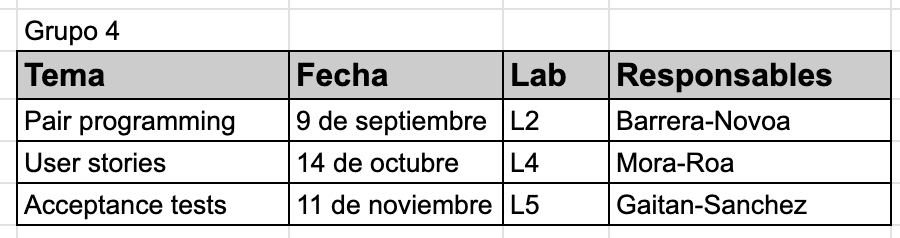 Grupo 4
Tema Fecha Lab Responsables
Pair programming 9 de septiembre L2 Barrera-Novoa
User stories 14 de octubre L4 Mora-Roa
Acceptance tests 11 de noviembre L5 Gaitan-Sanchez